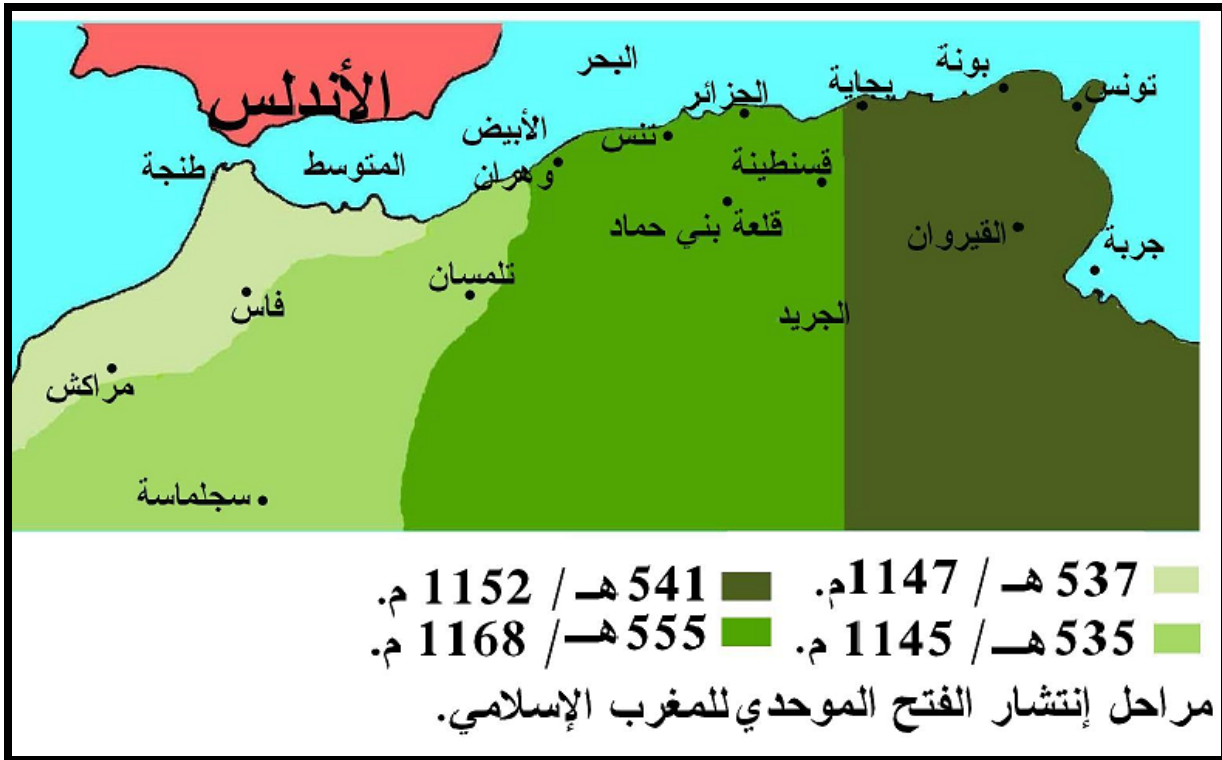 البحر
بونة
تونس
بجاية
الجزائر
الأندلس
الأبيض
تنس
المتوسط
طنجة
وهران
قسنطينة
قلعة بني حماد
القيروان
جربة
تلمسان
فاس
الجريد
مراكش
سجلماسة
537 هـ / 1147م.
541 هـ / 1152 م.
535 هـ / 1145 م.
555 هـ / 1168 م.
مراحل إنتشار الفتح الموحدي للمغرب الإسلامي.